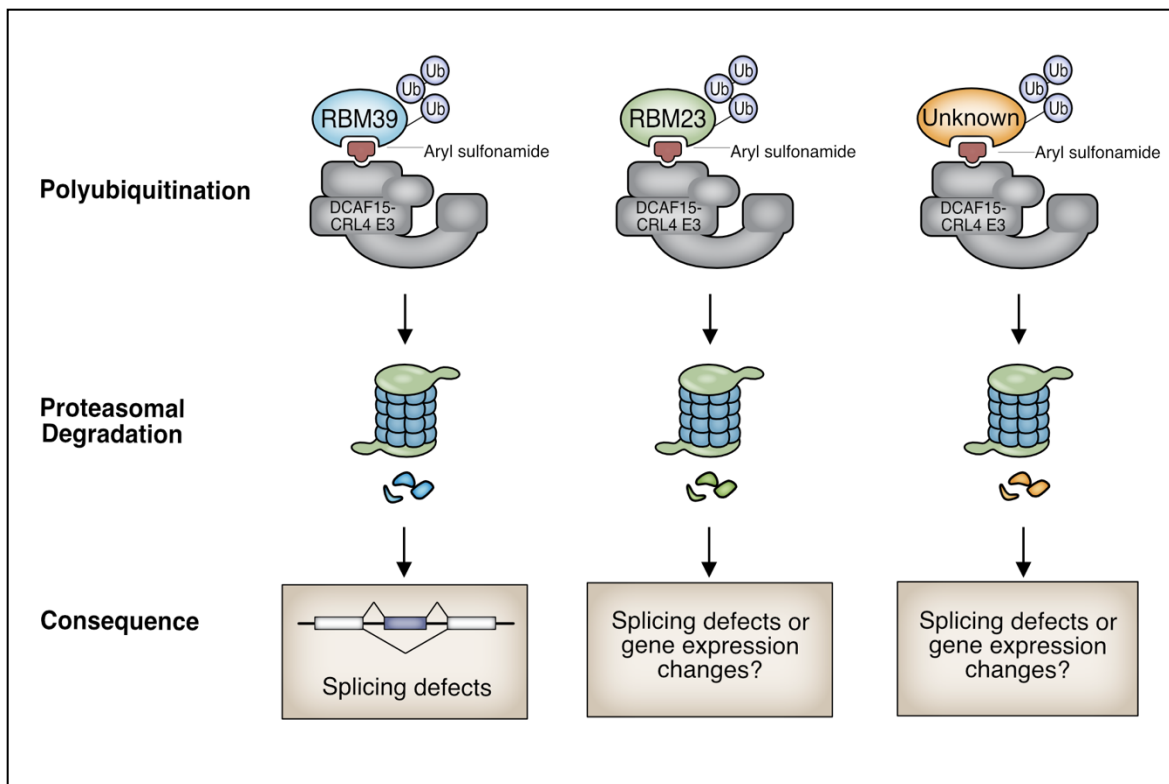 Polyubiquitination
Ub
Ub
Ub
RBM39
Aryl sulfonamide
DCAF15-
CRL4 E3
Ub
Ub
Ub
RBM23
Aryl sulfonamide
DCAF15-
CRL4 E3
Ub
Ub
Ub
Unknown
Aryl sulfonamide
DCAF15-
CRL4 E3
Proteasomal
Degradation
Consequence
Splicing defects
Splicing defects or
gene expression
changes?
Splicing defects or
gene expression
changes?